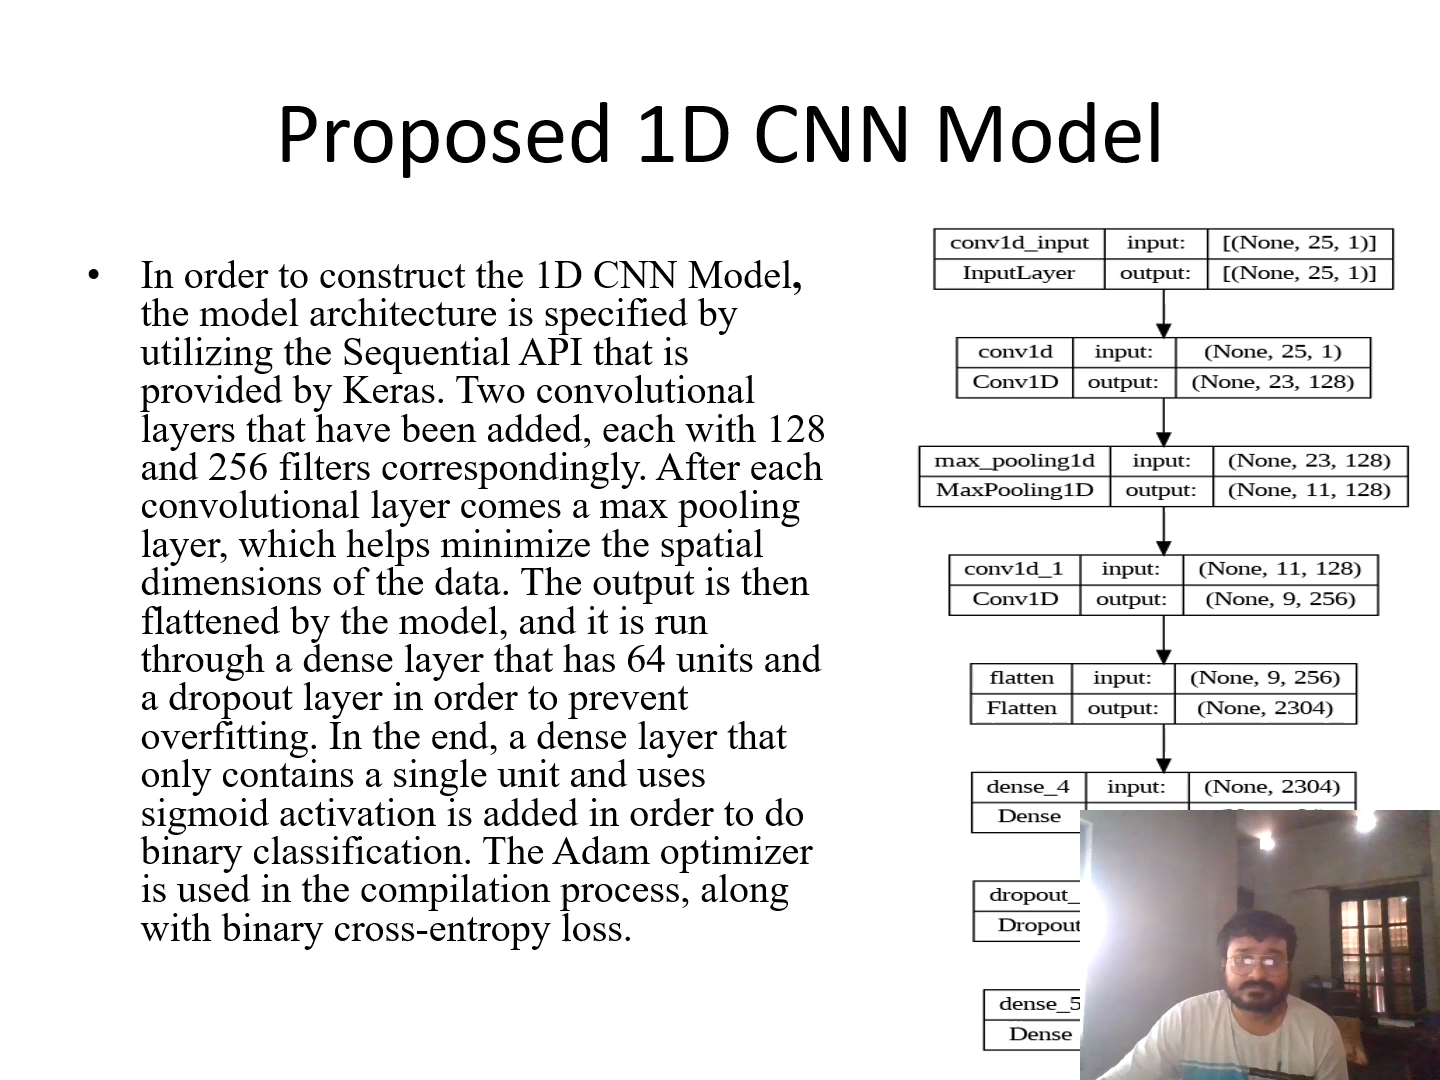 Proposed 1D CNN Model
• In order to construct the 1D CNN Model,
the model architecture is specified by
utilizing the Sequential API that is
provided by Keras. Two convolutional
layers that have been added, each with 128
and 256 filters correspondingly. After each
convolutional layer comes a max pooling
layer, which helps minimize the spatial
dimensions of the data. The output is then
flattened by the model, and it is run
through a dense layer that has 64 units and
a dropout layer in order to prevent
overfitting. In the end, a dense layer that
only contains a single unit and uses
sigmoid activation is added in order to do
binary classification. The Adam optimizer
is used in the compilation process, along
with binary cross-entropy loss.
conv1d_input input: [(None, 25, 1)]
InputLayer output: [(None, 25, 1)]
conv1d input: (None, 25, 1)
Conv1D output: (None, 23, 128)
max_pooling1d input: (None, 23, 128)
MaxPooling1D output: (None, 11, 128)
conv1d_1 input: (None, 11, 128)
Conv1D output: (None, 9, 256)
flatten input: (None, 9, 256)
Flatten output: (None, 2304)
dense_4 input: (None, 2304)
Dense
dropout_
Dropout
dense_5
Dense